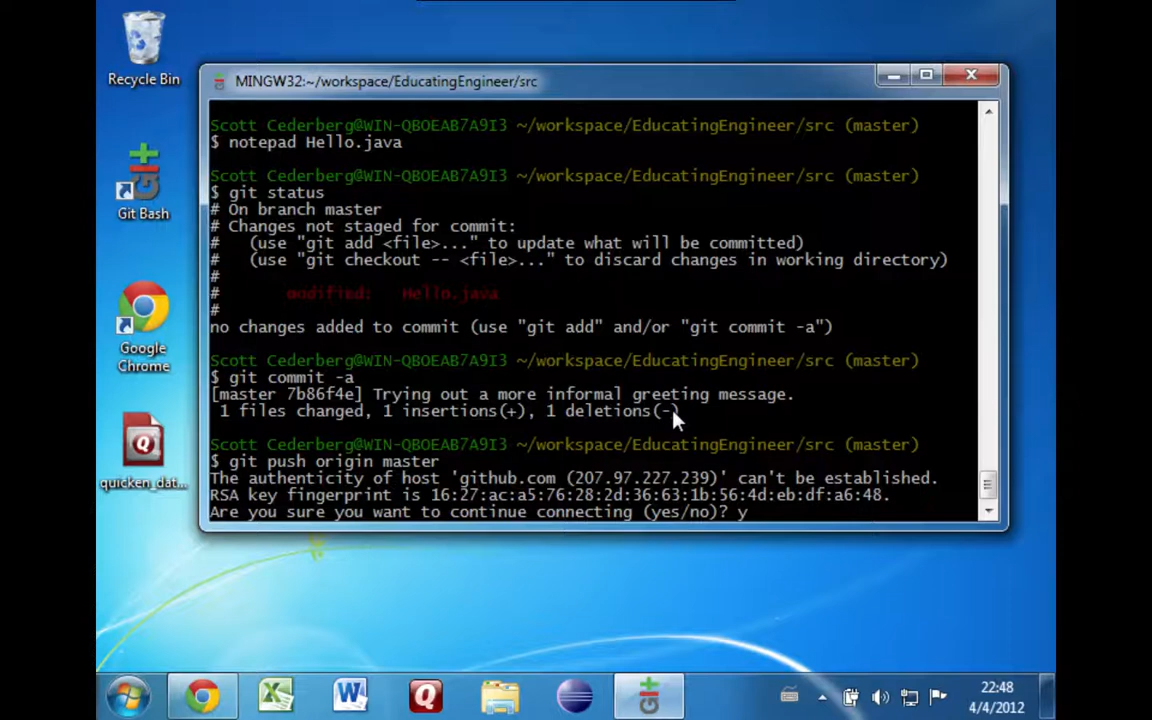 Recycle Bin
Git Bash
Google
Chrome
quicken_dat...
MINGW32:~/workspace/EducatingEngineer/src
Scott Cederberg@WIN-QBOEAB7A9I3 ~/workspace/EducatingEngineer/src (master)
$ notepad Hello.java
Scott Cederberg@WIN-QBOEAB7A9I3 ~/workspace/EducatingEngineer/src (master)
$ git status
# On branch master
# Changes not staged for commit:
#   (use "git add <file>..." to update what will be committed)
#   (use "git checkout -- <file>..." to discard changes in working directory)
#
#       modified:   Hello.java
#
no changes added to commit (use "git add" and/or "git commit -a")
Scott Cederberg@WIN-QBOEAB7A9I3 ~/workspace/EducatingEngineer/src (master)
$ git commit -a
[master 7b86f4e] Trying out a more informal greeting message.
1 files changed, 1 insertions(+), 1 deletions(-)
Scott Cederberg@WIN-QBOEAB7A9I3 ~/workspace/EducatingEngineer/src (master)
$ git push origin master
The authenticity of host 'github.com (207.97.227.239)' can't be established.
RSA key fingerprint is 16:27:ac:a5:76:28:2d:36:63:1b:56:4d:eb:df:a6:48.
Are you sure you want to continue connecting (yes/no)? y
22:48
4/4/2012